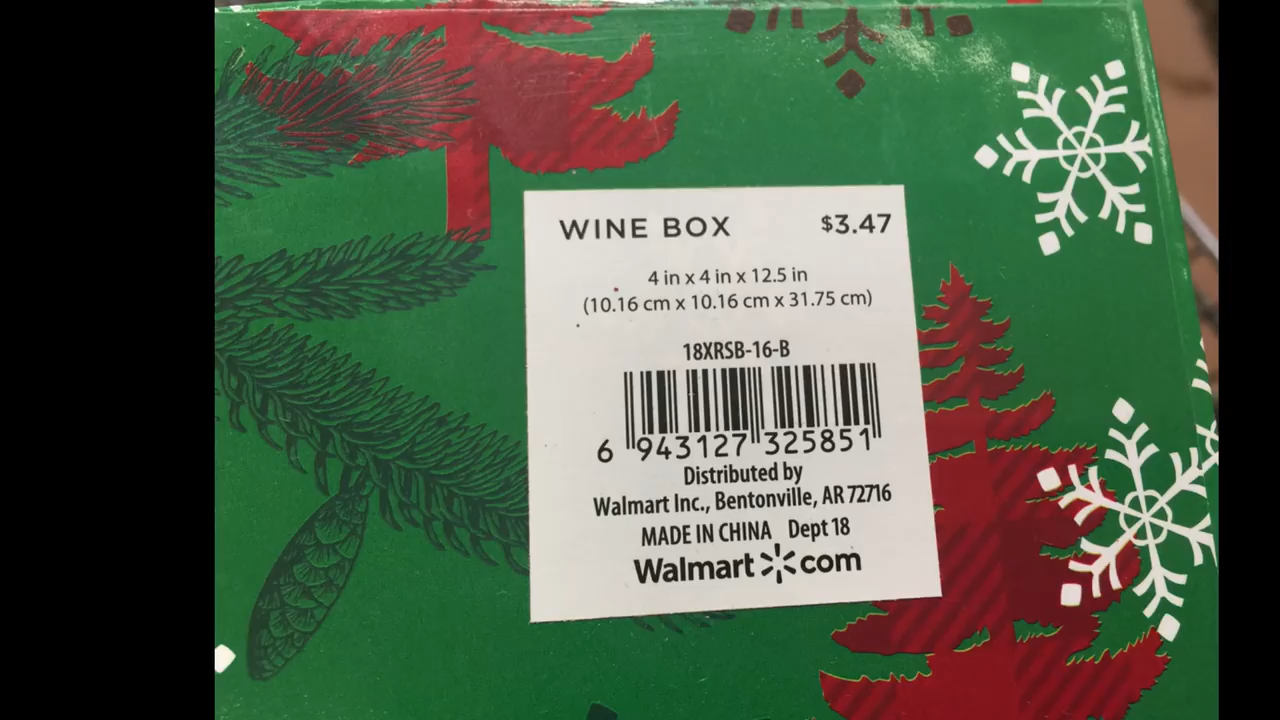 WINE BOX $3.47
4 in x 4 in x 12.5 in
(10.16 cm x 10.16 cm x 31.75 cm)
18XRSB-16-B
6 943127 325851
Distributed by
Walmart Inc., Bentonville, AR 72716
MADE IN CHINA Dept 18
Walmart com